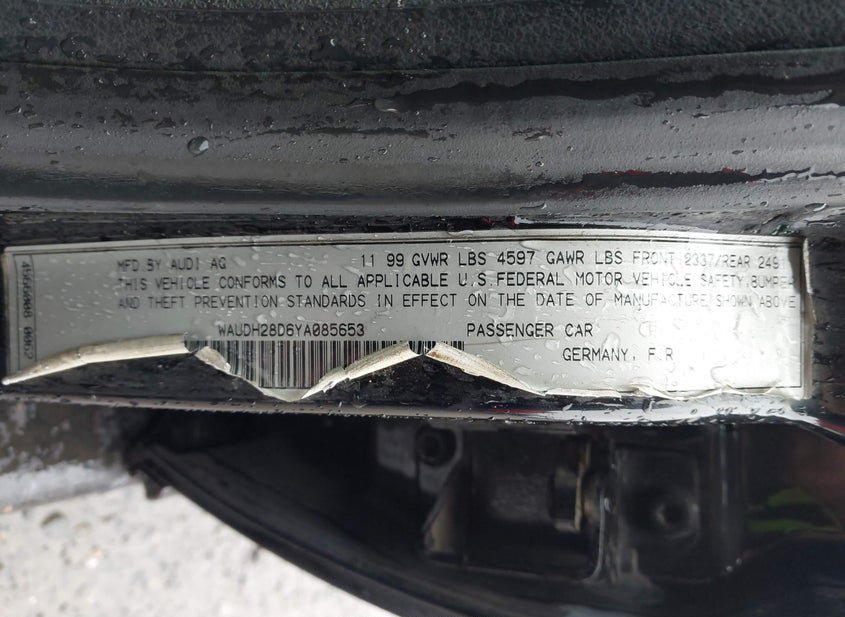 MFD BY AUDI AG 11 99 GVWR LBS 4597 GAWR LBS FRONT 2337/REAR 249
THIS VEHICLE CONFORMS TO ALL APPLICABLE U.S. FEDERAL MOTOR VEHICLE SAFETY, BUMPER
AND THEFT PREVENTION STANDARDS IN EFFECT ON THE DATE OF MANUFACTURE SHOWN ABOVE
WAUDH28D6YA085653 PASSENGER CAR
GERMANY, F.R